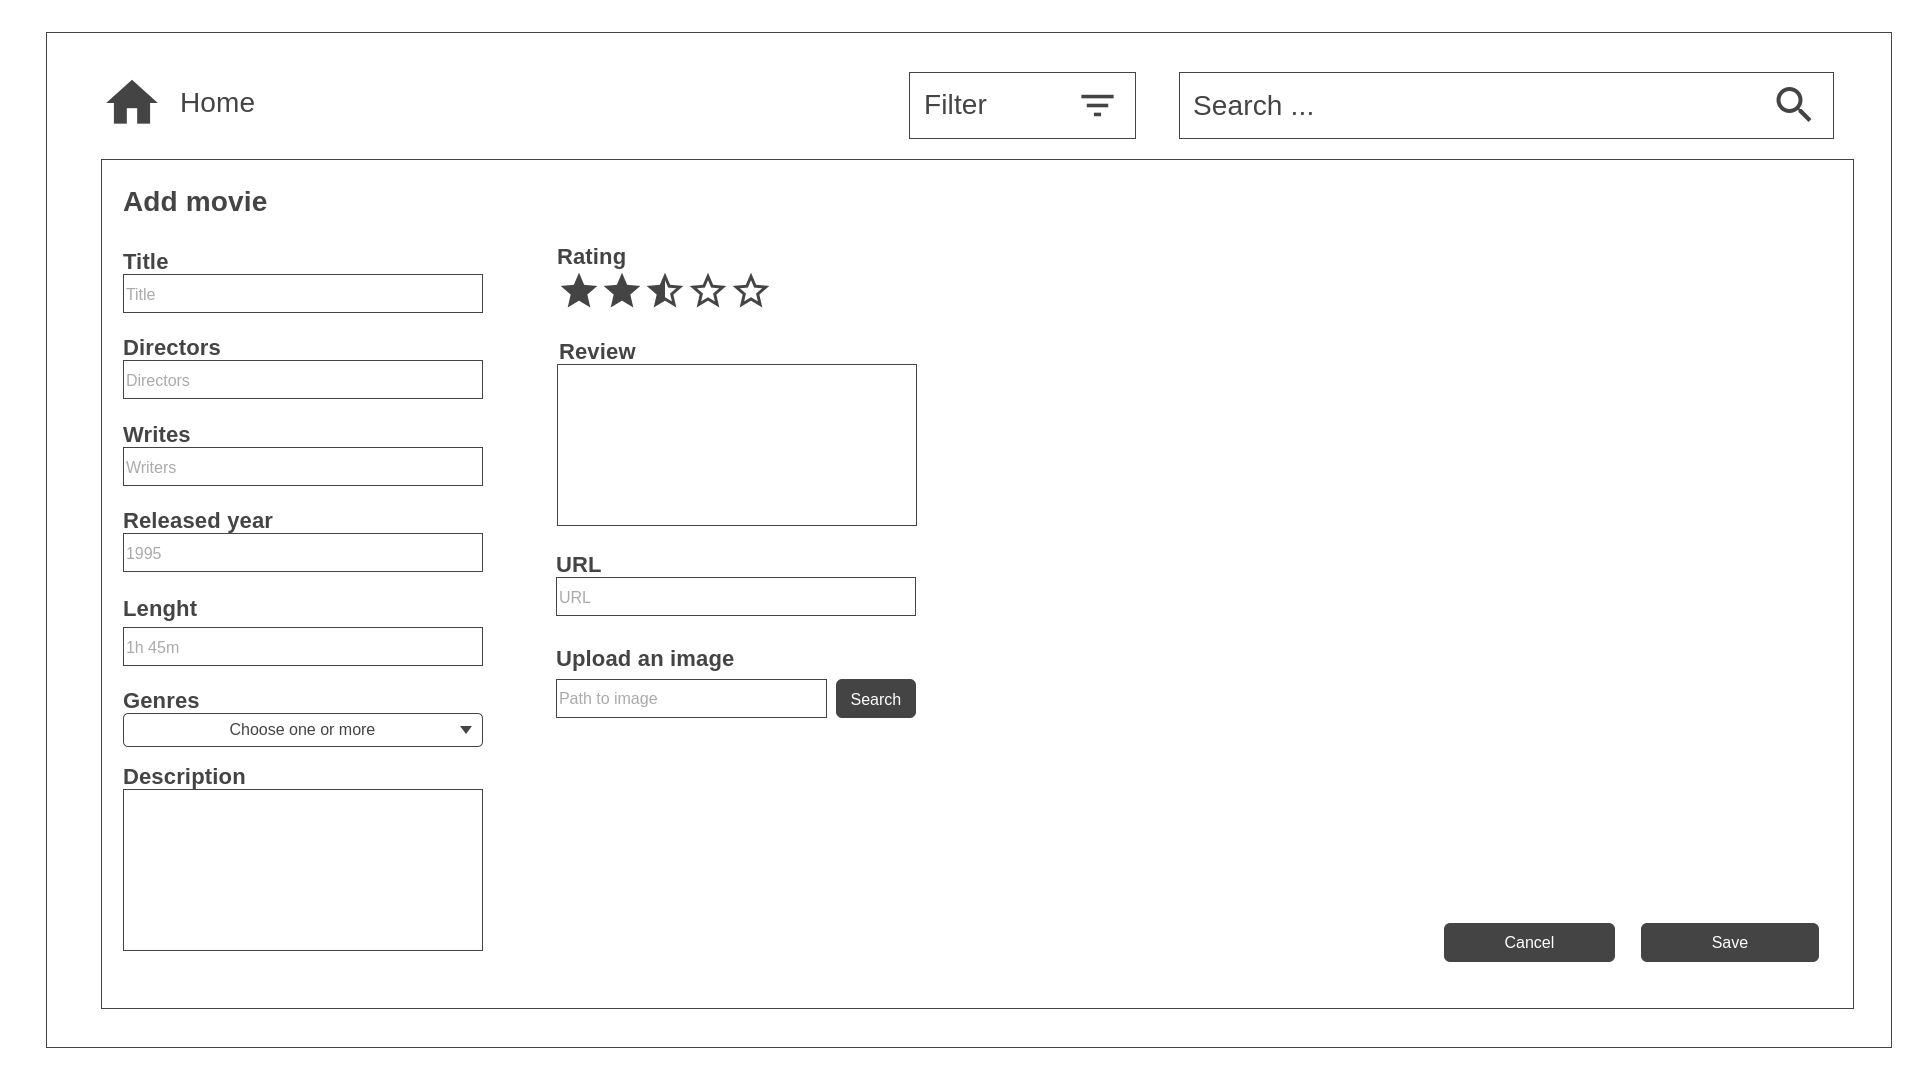 Home
Filter
Search ...
Add movie
Title
Title
Directors
Directors
Writes
Writers
Released year
1995
Lenght
1h 45m
Genres
Choose one or more
Description
Rating
Review
URL
URL
Upload an image
Path to image
Search
Cancel
Save